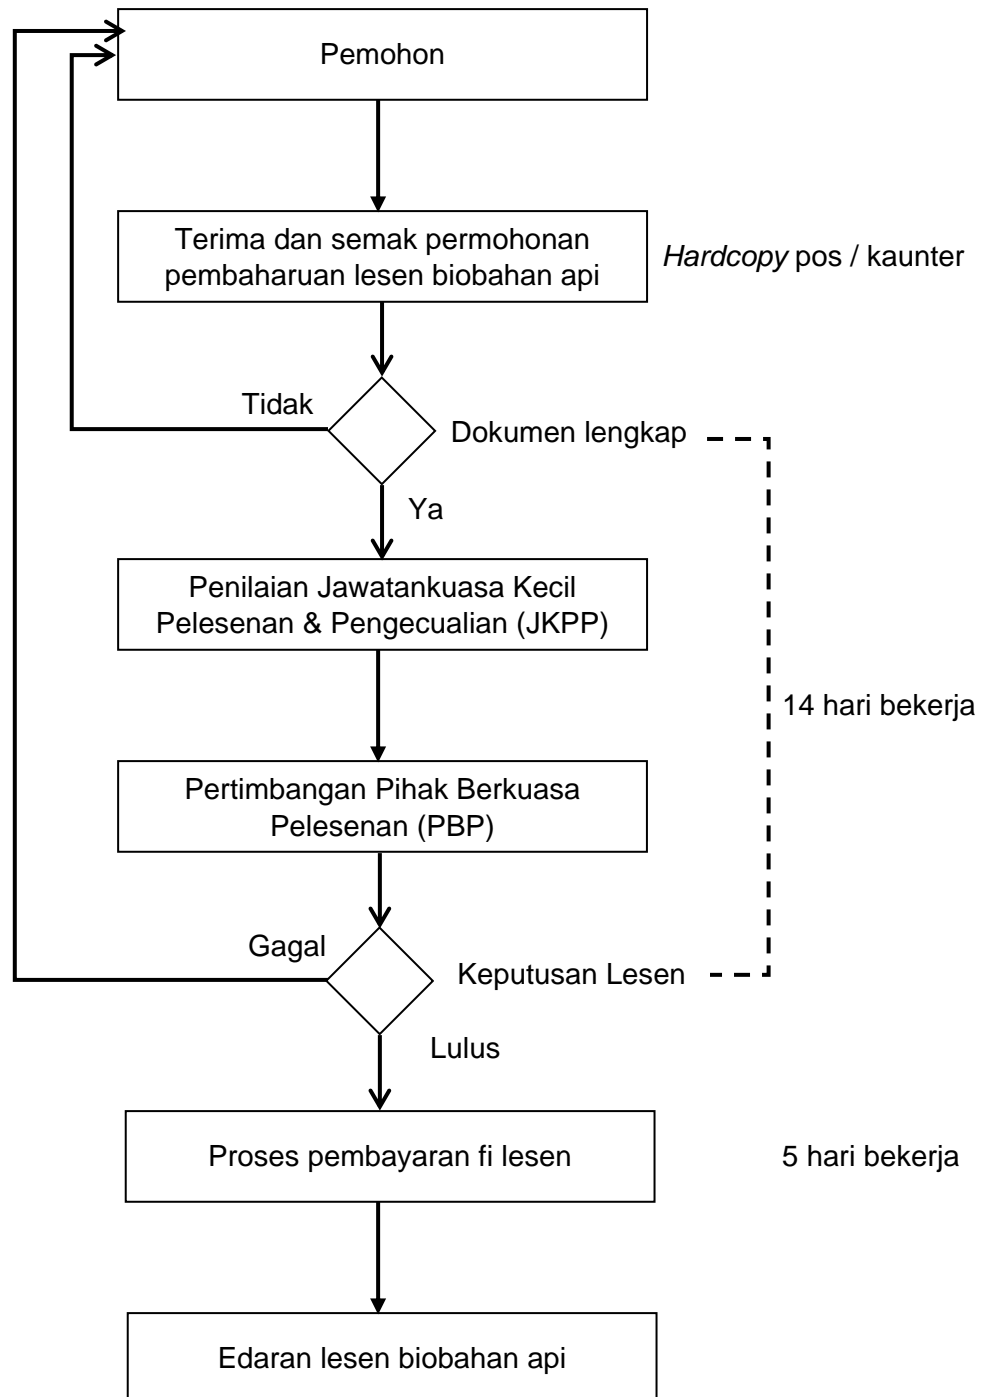 Pemohon
Terima dan semak permohonan
pembaharuan lesen biobahan api
Hardcopy pos / kaunter
Tidak
Dokumen lengkap
Ya
Penilaian Jawatankuasa Kecil
Pelesenan & Pengecualian (JKPP)
14 hari bekerja
Pertimbangan Pihak Berkuasa
Pelesenan (PBP)
Gagal
Keputusan Lesen
Lulus
Proses pembayaran fi lesen
5 hari bekerja
Edaran lesen biobahan api